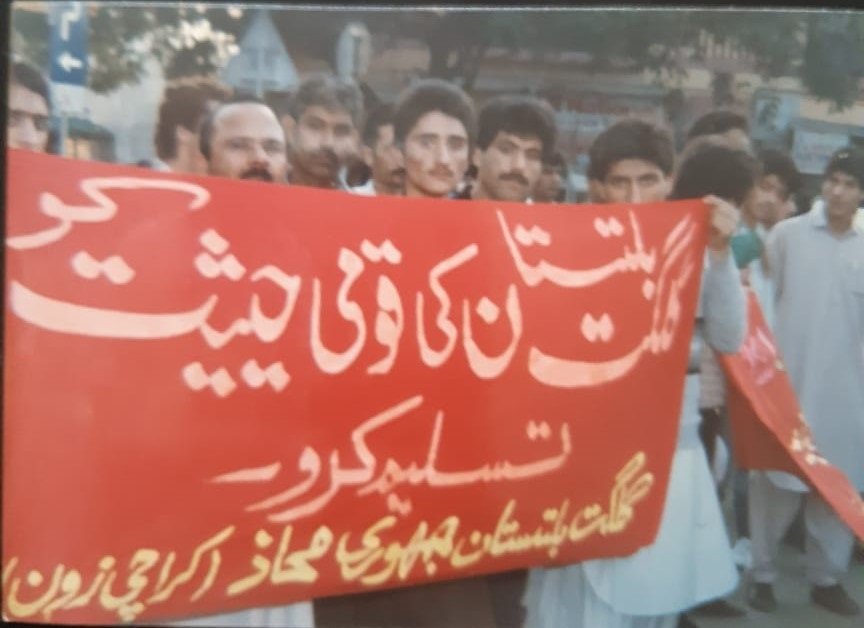 گلگت بلتستان کی قومی حیثیت کو
تسلیم کرو
گلگت بلتستان جمہوری محاذ (کراچی زون)